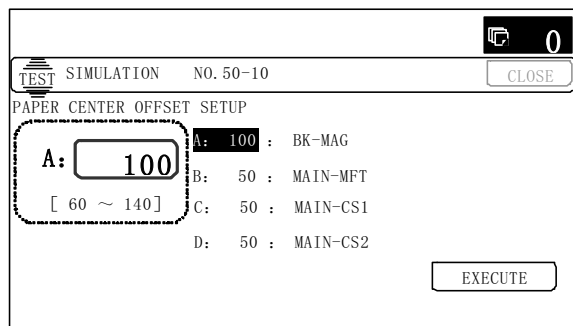 0
TEST SIMULATION NO.50-10 CLOSE
PAPER CENTER OFFSET SETUP
A: 100
[ 60 ～ 140]
A: 100 : BK-MAG
B: 50 : MAIN-MFT
C: 50 : MAIN-CS1
D: 50 : MAIN-CS2
EXECUTE